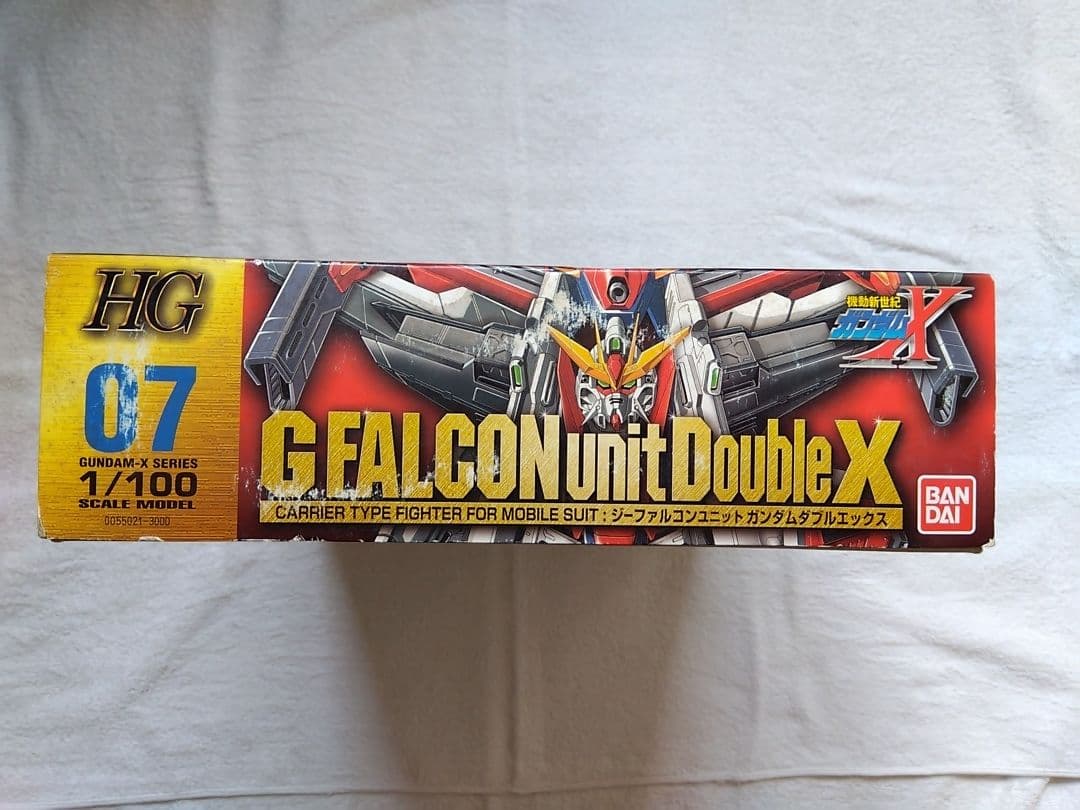 HG
07
GUNDAM-X SERIES
1/100
SCALE MODEL
0055021-3000
機動新世紀
ガンダムX
G FALCON unit Double X
CARRIER TYPE FIGHTER FOR MOBILE SUIT : ジーファルコンユニット ガンダムダブルエックス
BAN
DAI